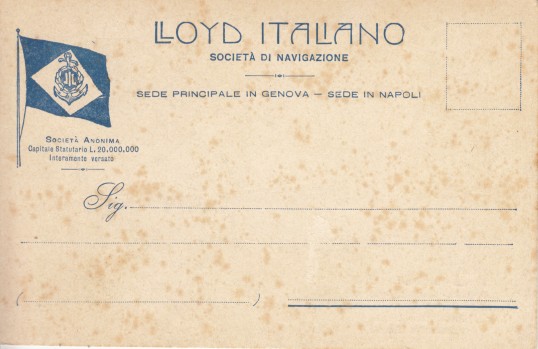 LLOYD ITALIANO
SOCIETÀ DI NAVIGAZIONE
SEDE PRINCIPALE IN GENOVA – SEDE IN NAPOLI
SOCIETÀ ANONIMA
Capitale Statutario L. 20.000.000
Interamente versato
Sig.
( )